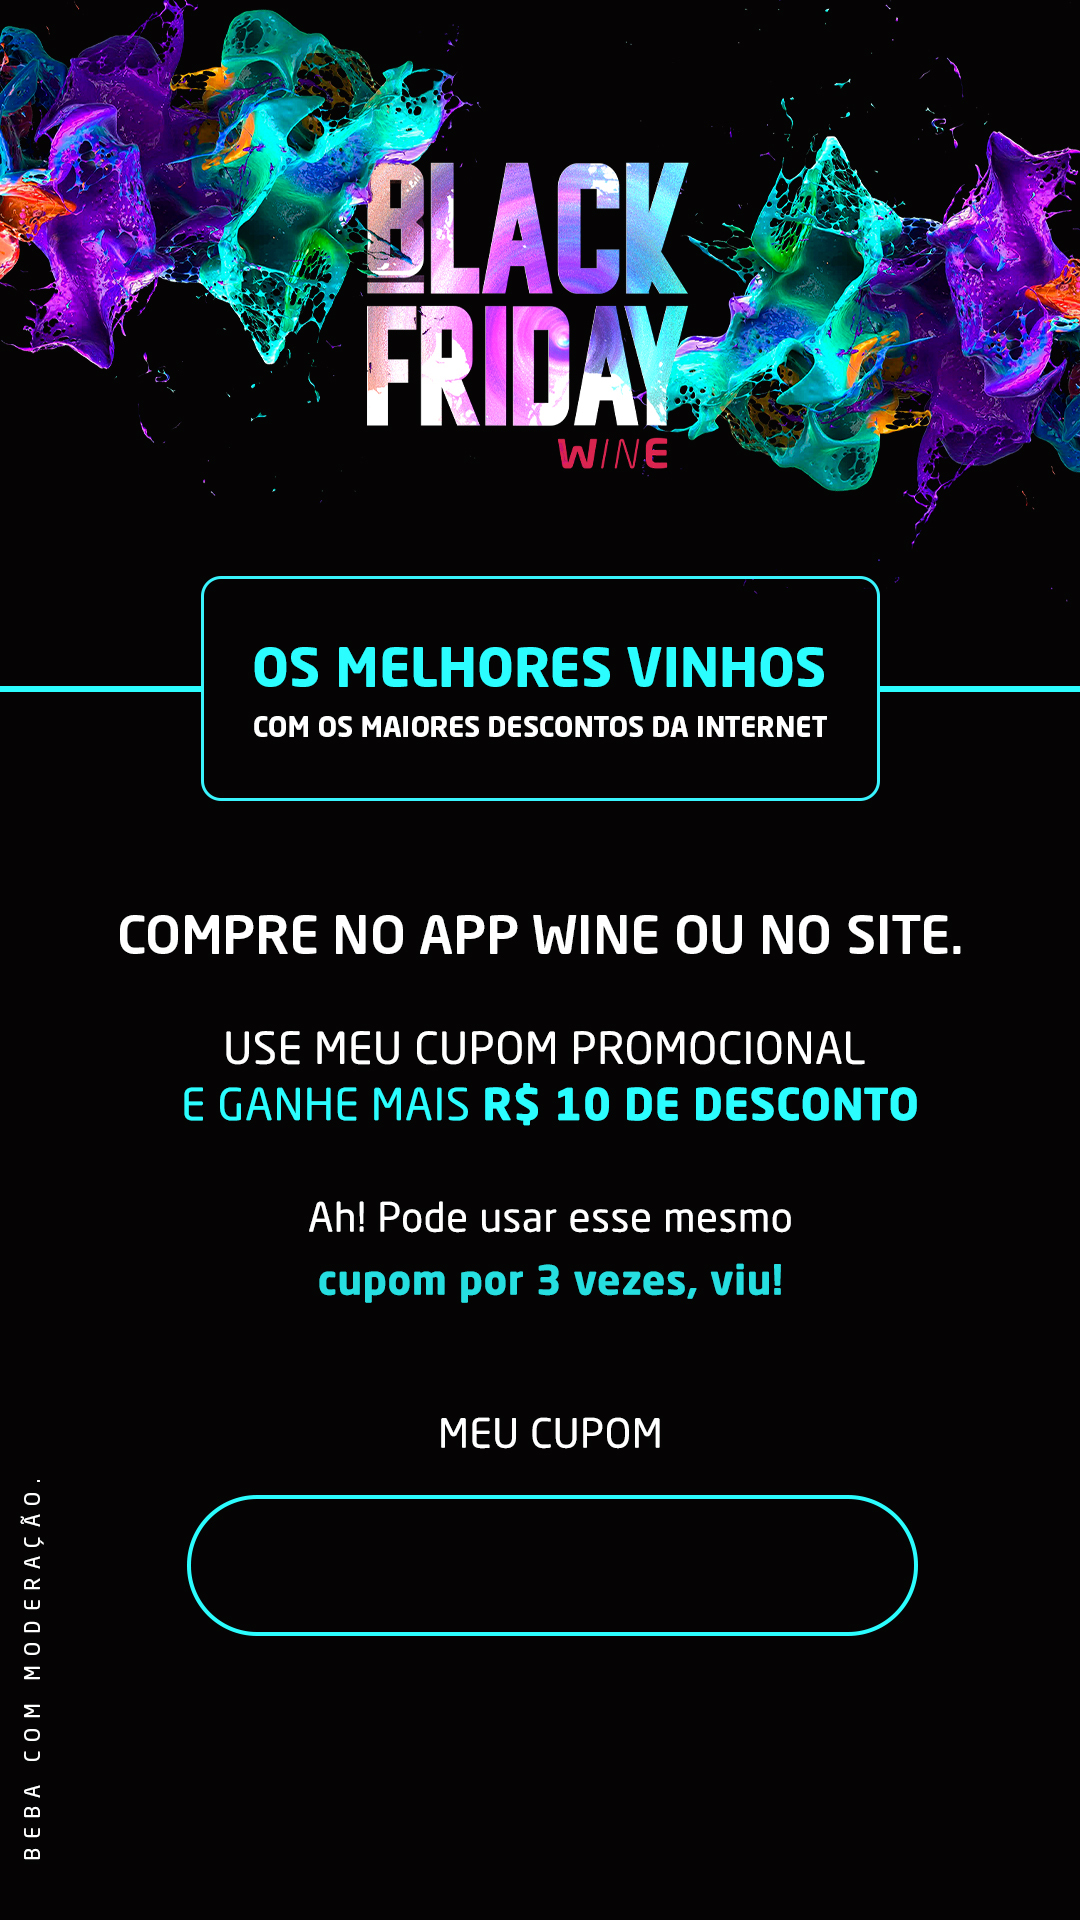 BLACK
FRIDAY
WINE
OS MELHORES VINHOS
COM OS MAIORES DESCONTOS DA INTERNET
COMPRE NO APP WINE OU NO SITE.
USE MEU CUPOM PROMOCIONAL
E GANHE MAIS R$ 10 DE DESCONTO
Ah! Pode usar esse mesmo
cupom por 3 vezes, viu!
MEU CUPOM
BEBA COM MODERAÇÃO.